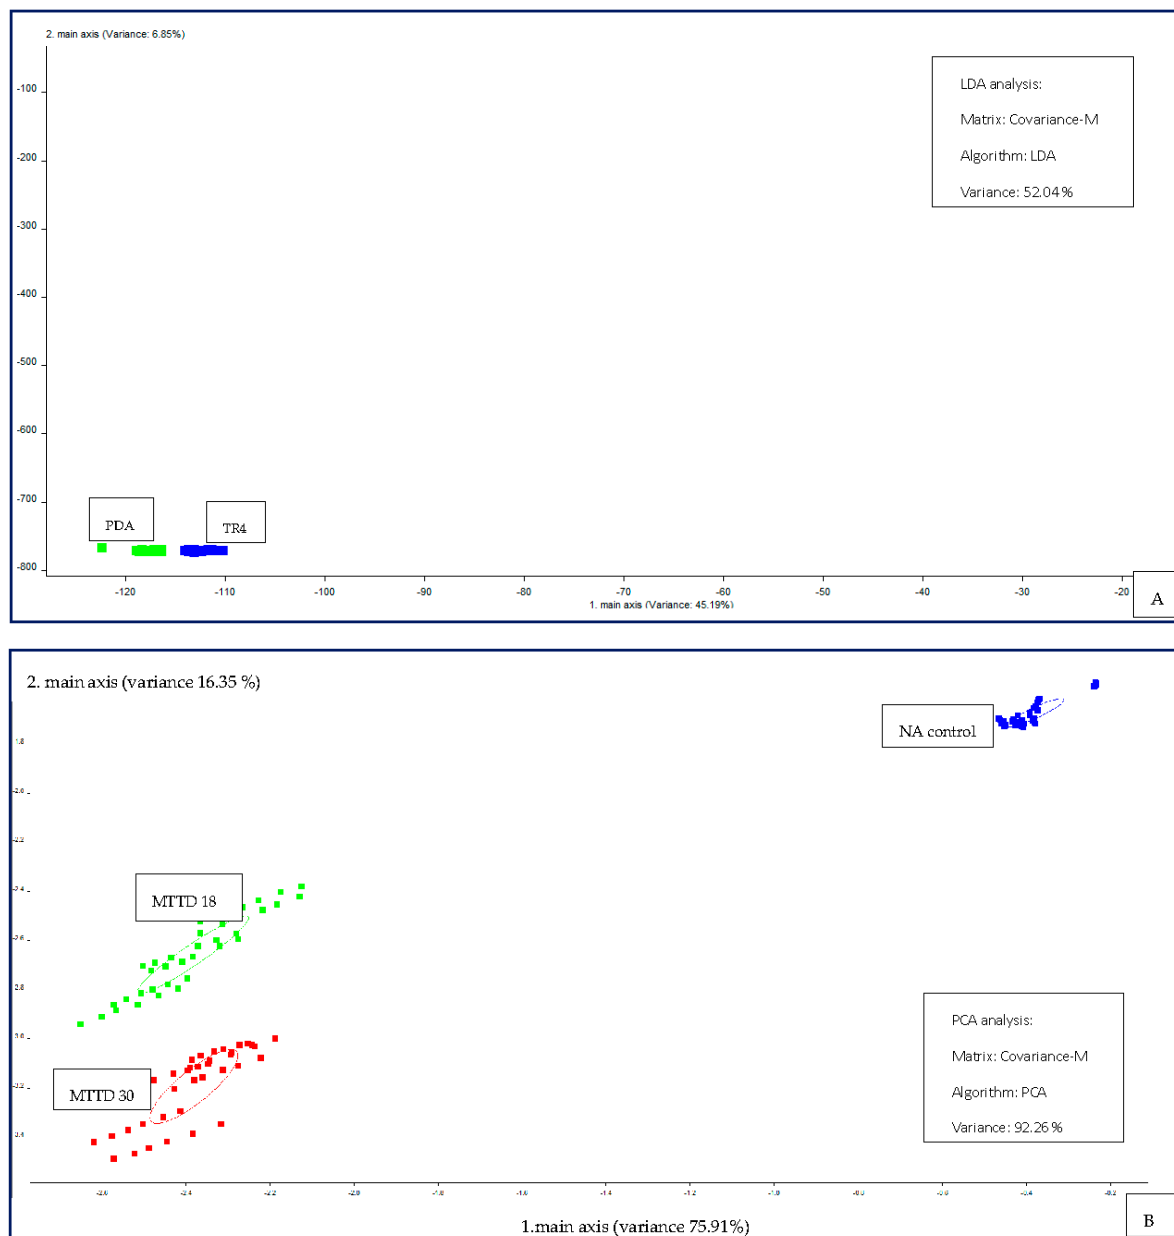 2. main axis (Variance: 6.85%)
-100
-200
-300
-400
-500
-600
-700
-800
LDA analysis:
Matrix: Covariance-M
Algorithm: LDA
Variance: 52.04%
PDA
TR4
-120 -110 -100 -90 -80 -70 -60 -50 -40 -30 -20
1. main axis (Variance: 45.19%)
A
2. main axis (variance 16.35 %)
NA control
MTTD 18
MTTD 30
PCA analysis:
Matrix: Covariance-M
Algorithm: PCA
Variance: 92.26%
1.main axis (variance 75.91%)
B